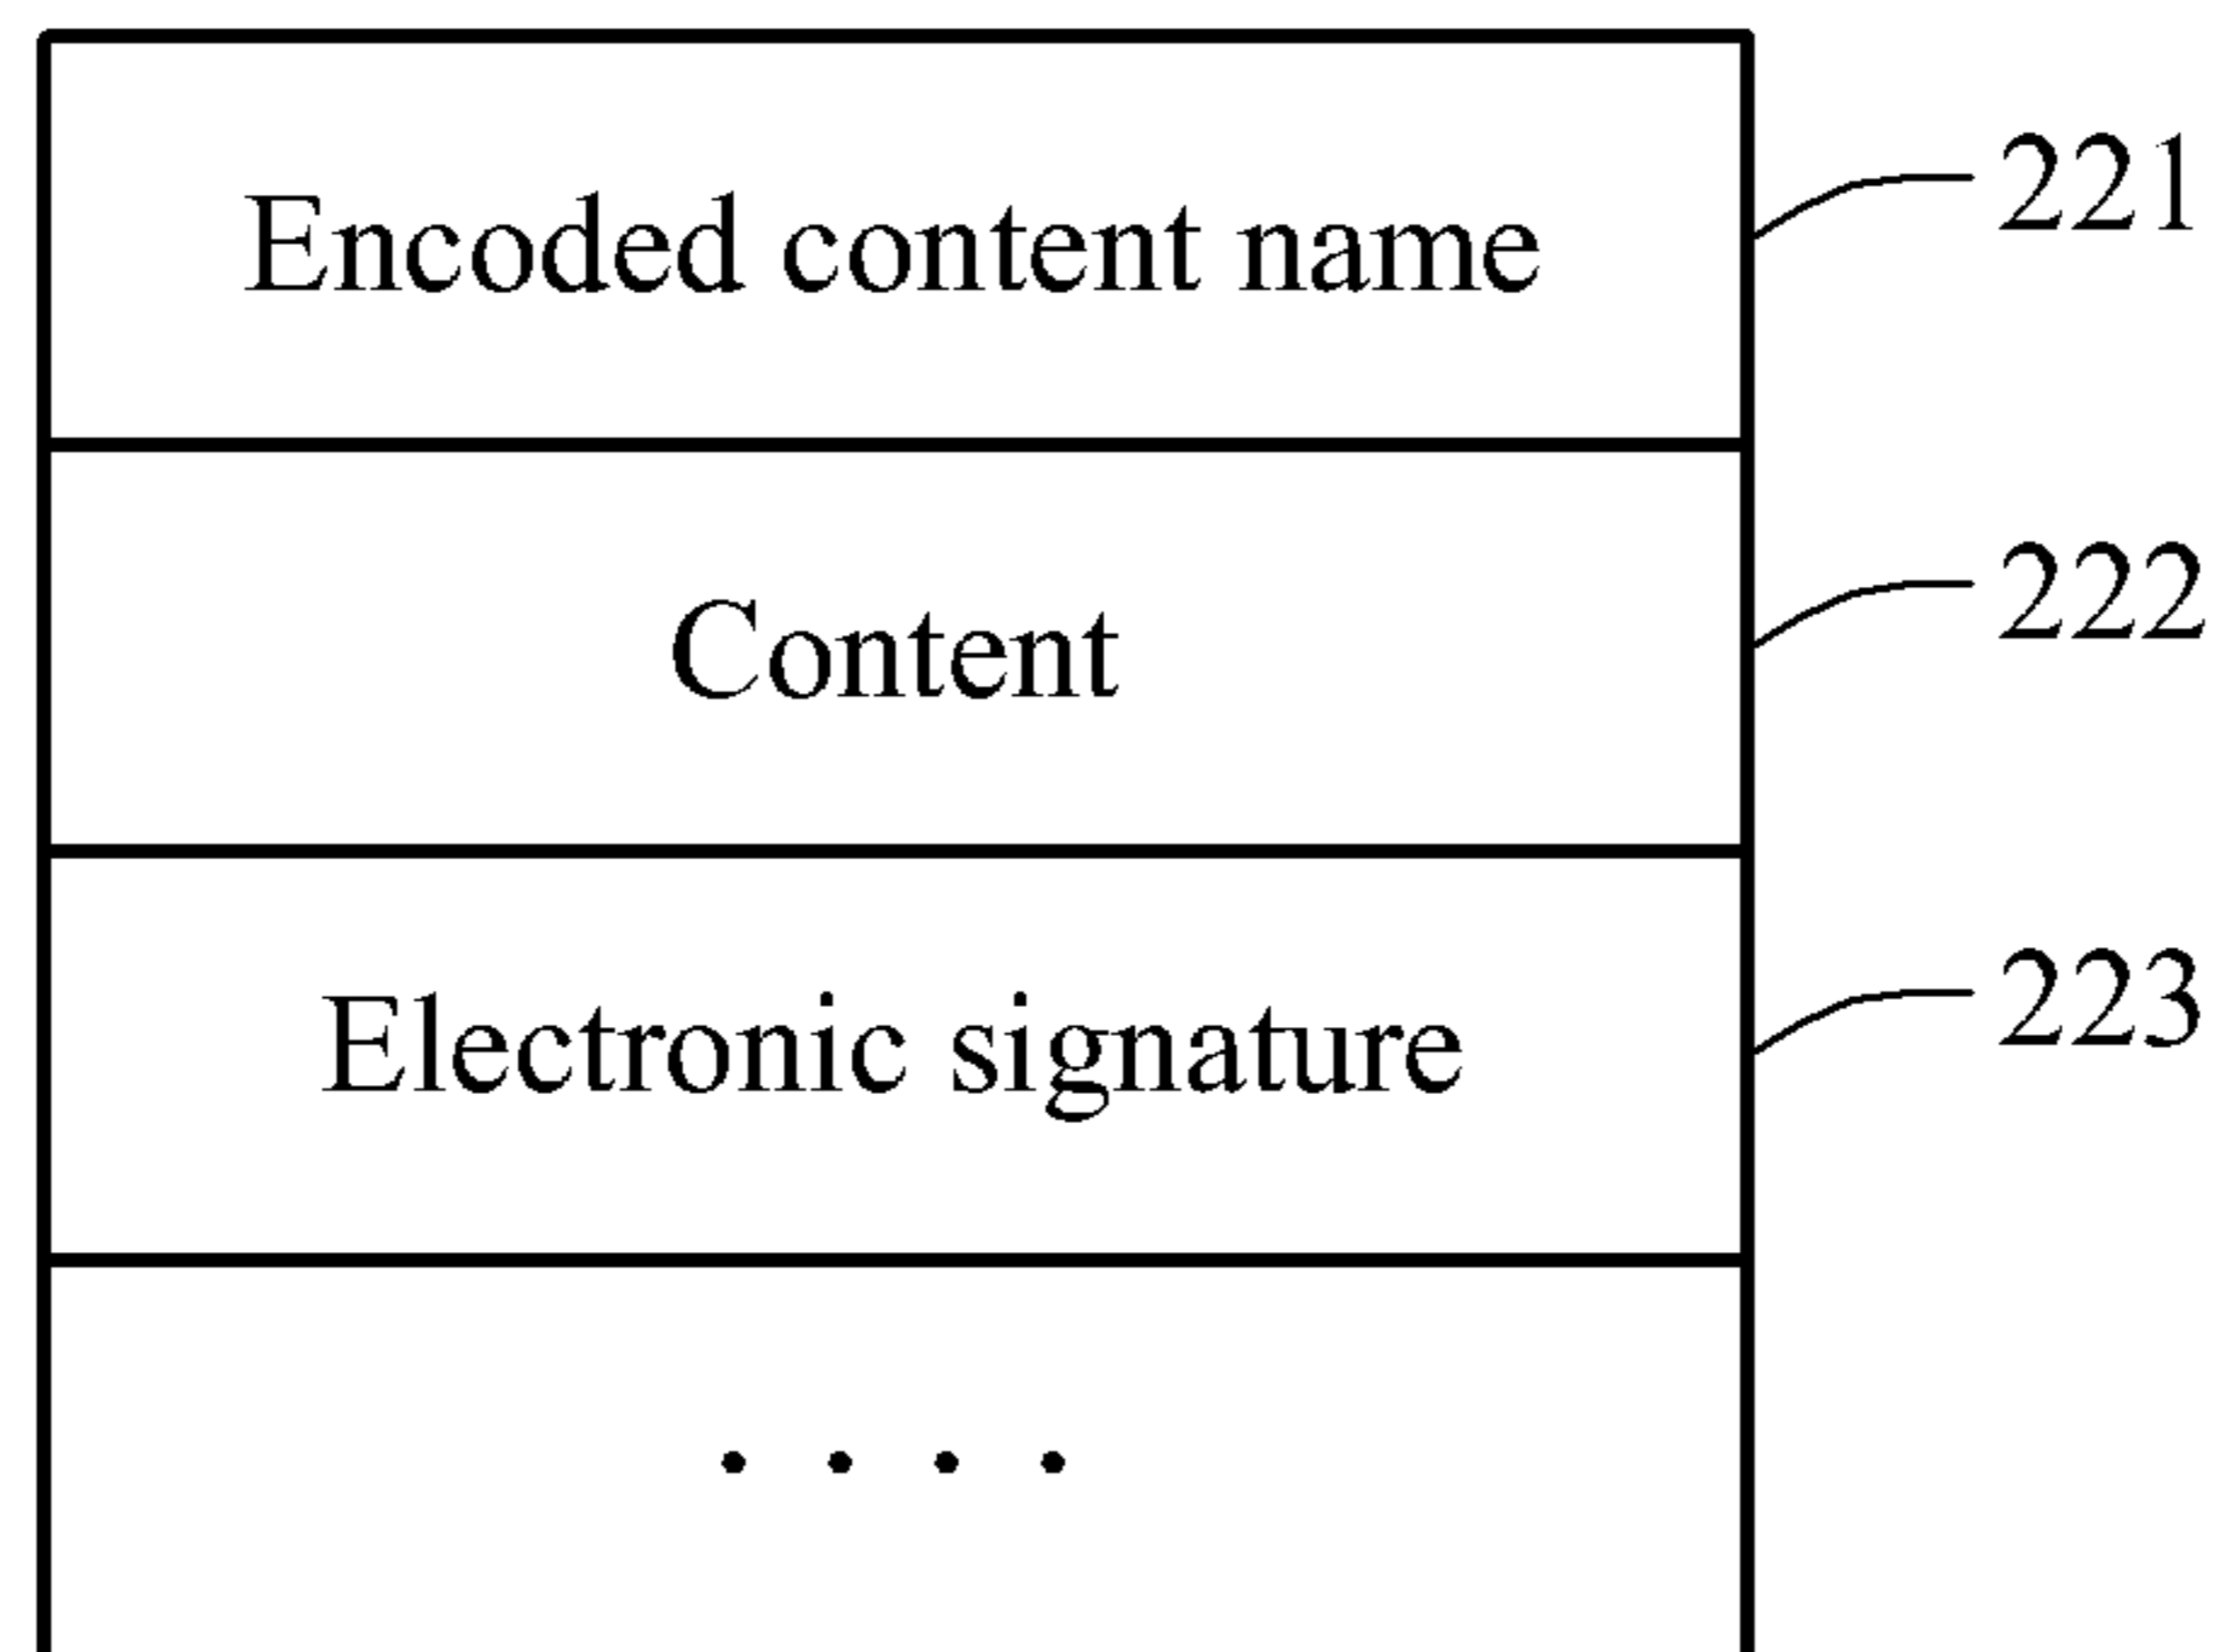 Encoded content name 221
Content 222
Electronic signature 223
. . . .